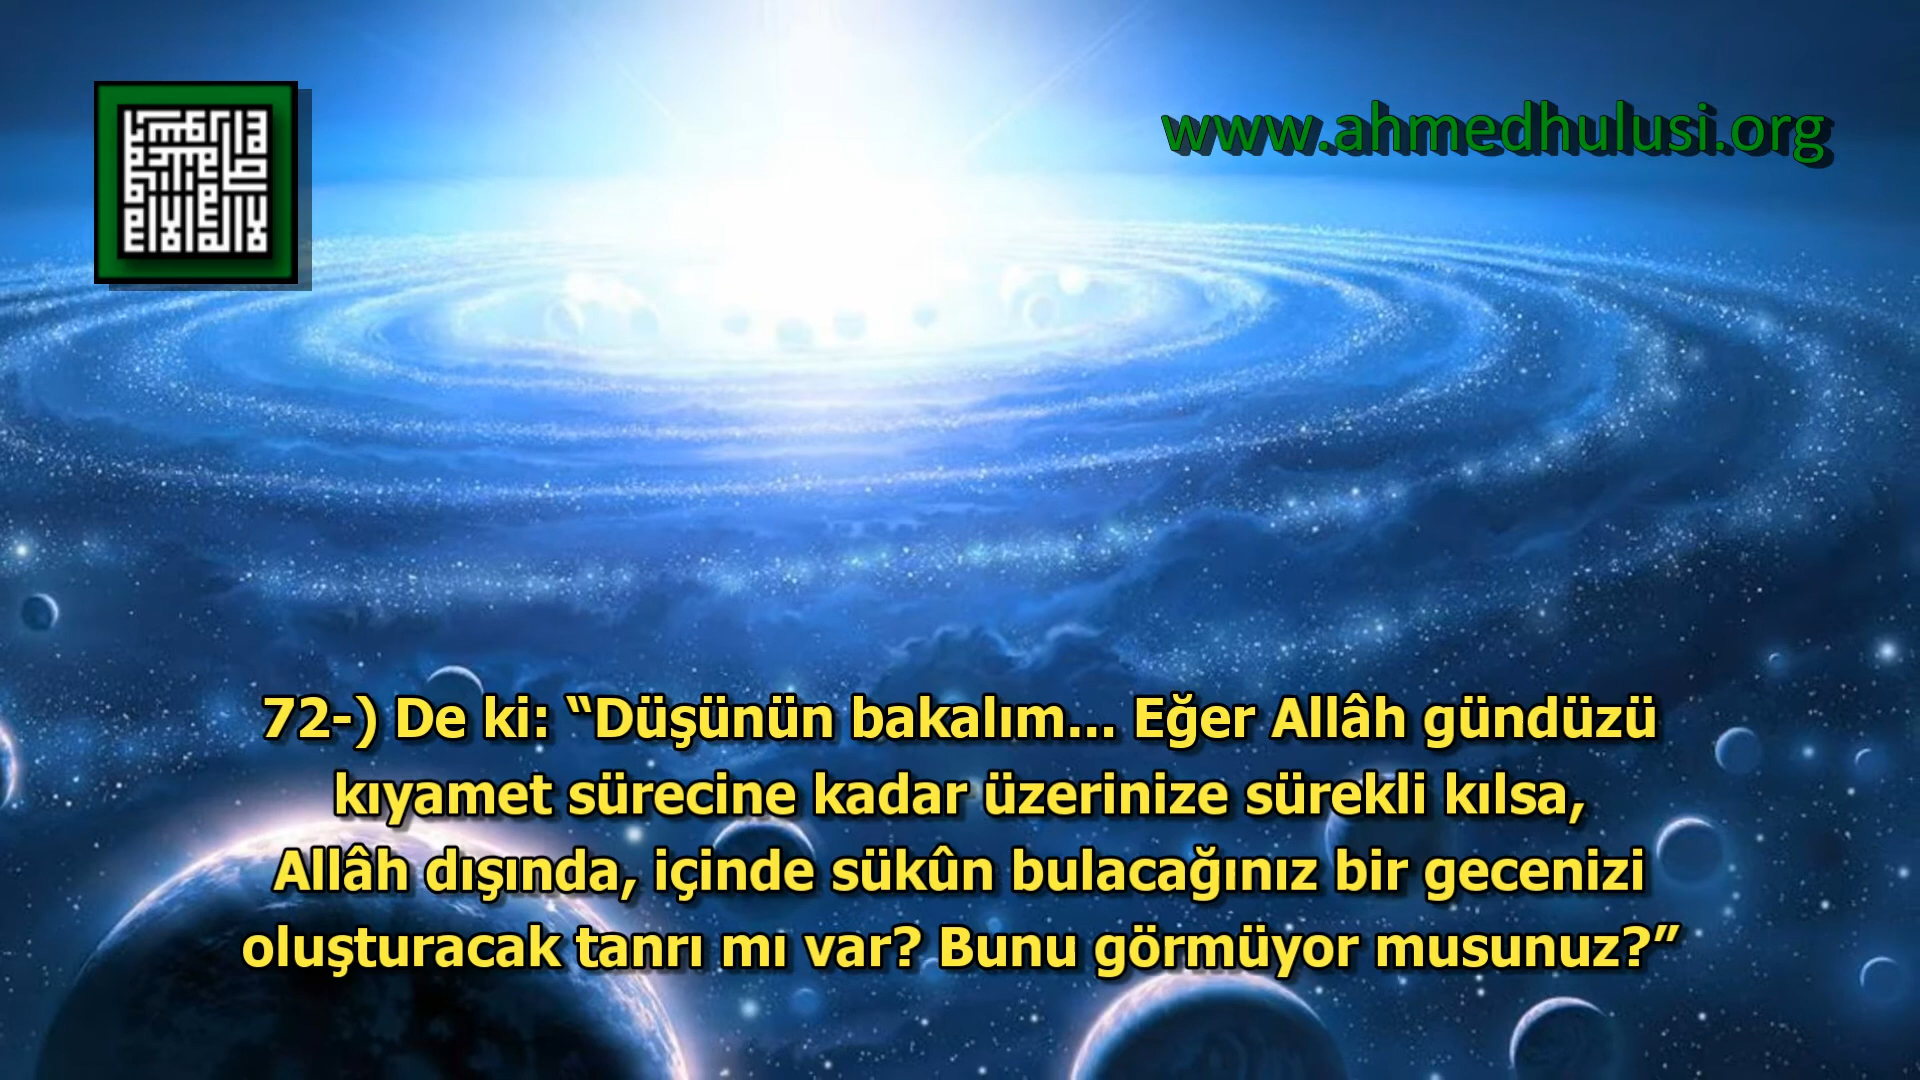 www.ahmedhulusi.org
72-) De ki: “Düşünün bakalım... Eğer Allâh gündüzü
kıyamet sürecine kadar üzerinize sürekli kılsa,
Allâh dışında, içinde sükûn bulacağınız bir gecenizi
oluşturacak tanrı mı var? Bunu görmüyor musunuz?”